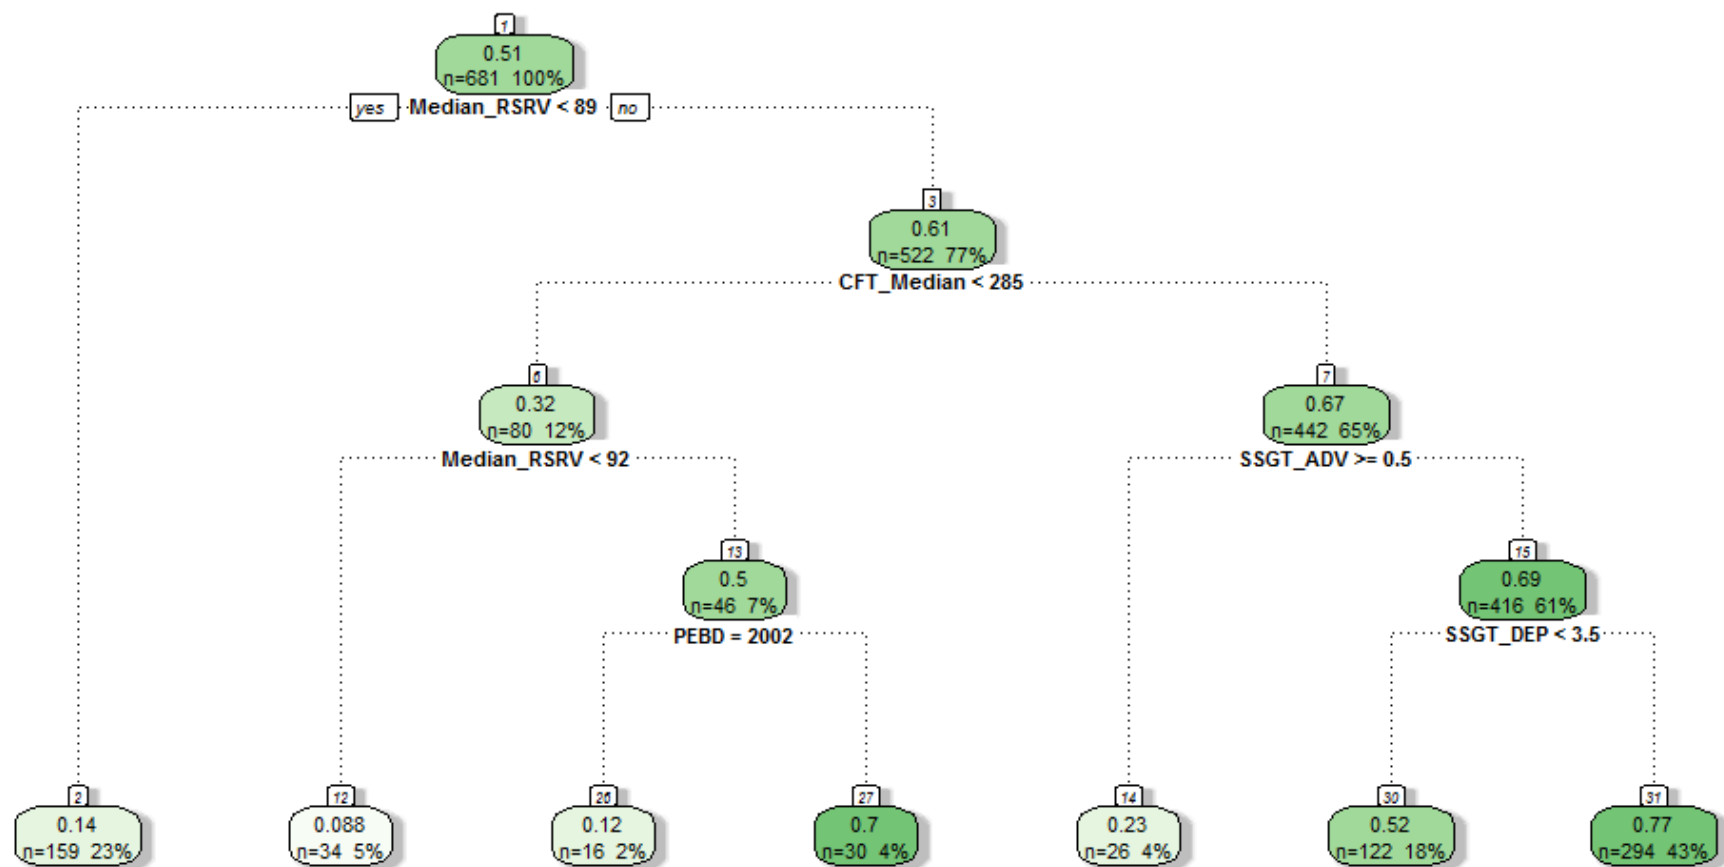 1
0.51
n=681 100%
yes Median_RSRV < 89 no
3
0.61
n=522 77%
CFT_Median < 285
6 7
0.32 0.67
n=80 12% n=442 65%
Median_RSRV < 92 SSGT_ADV >= 0.5
13 15
0.5 0.69
n=46 7% n=416 61%
PEBD = 2002 SSGT_DEP < 3.5
2 12 26 27 14 30 31
0.14 0.088 0.12 0.7 0.23 0.52 0.77
n=159 23% n=34 5% n=16 2% n=30 4% n=26 4% n=122 18% n=294 43%